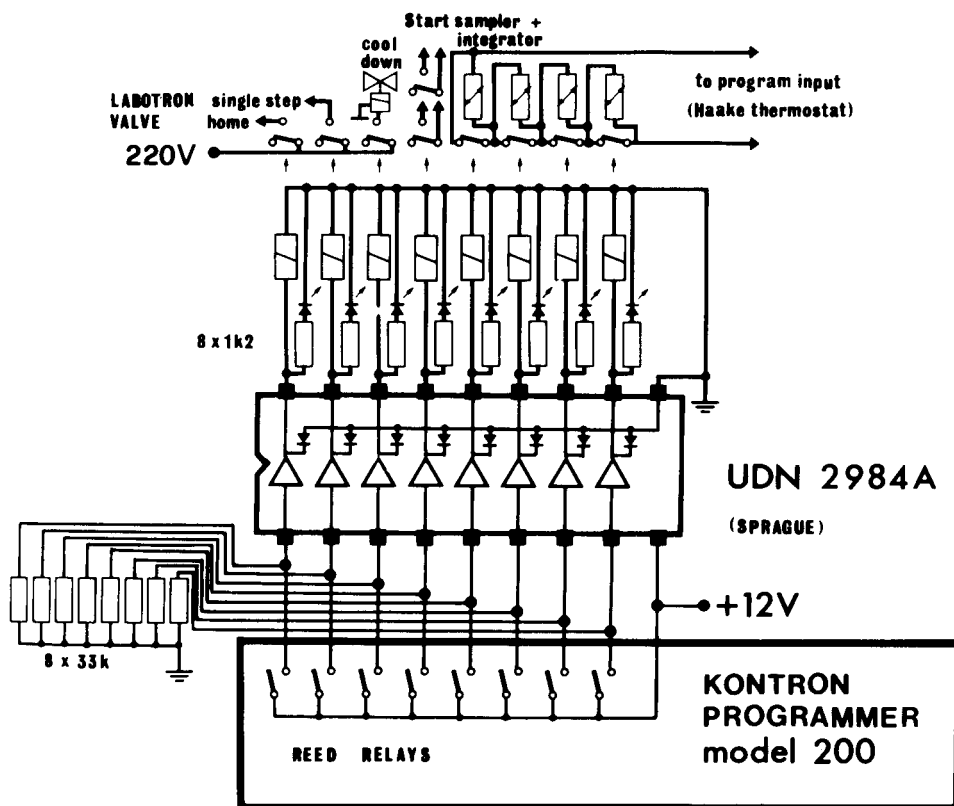 Start sampler +
integrator
cool
down
to program input
(Haake thermostat)
LABOTRON
VALVE
single step
home
220V
8 x 1k2
UDN 2984A
(SPRAGUE)
+12V
8 x 33k
KONTRON
PROGRAMMER
model 200
REED RELAYS